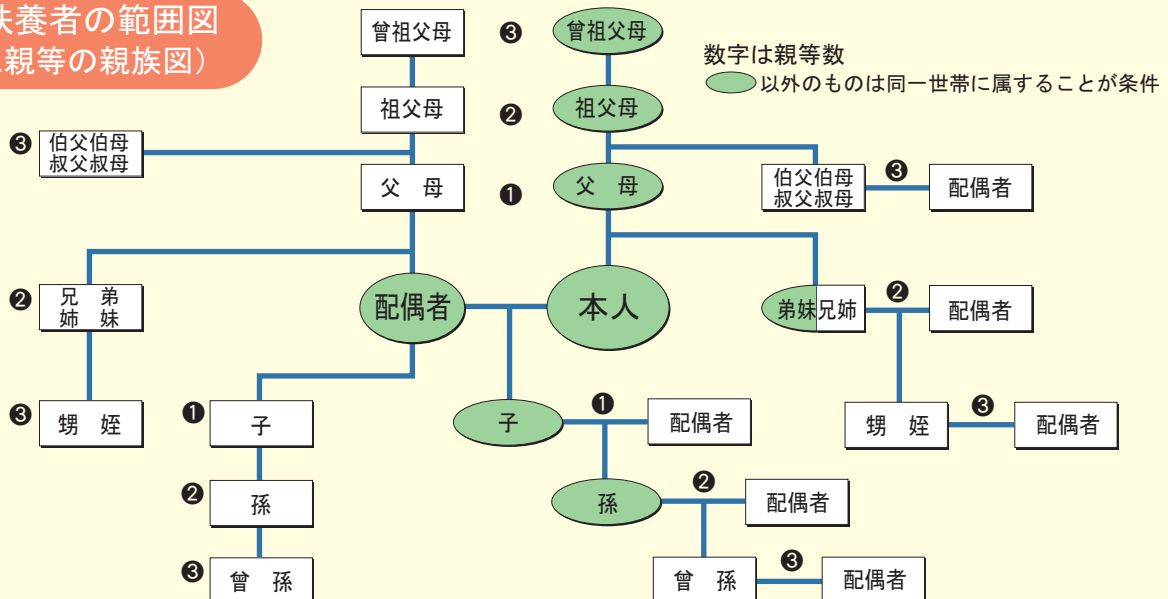 扶養者の範囲図
親等の親族図）
曾祖父母
❸
曾祖父母
数字は親等数
以外のものは同一世帯に属することが条件
祖父母
❷
祖父母
❸
伯父伯母
叔父叔母
父 母
❶
父 母
伯父伯母
叔父叔母
❸
配偶者
❷
兄 弟
姉 妹
配偶者
本人
弟妹兄姉
❷
配偶者
❸
甥 姪
❶
子
子
❶
配偶者
甥 姪
❸
配偶者
❷
孫
孫
❷
配偶者
❸
曾 孫
曾 孫
❸
配偶者